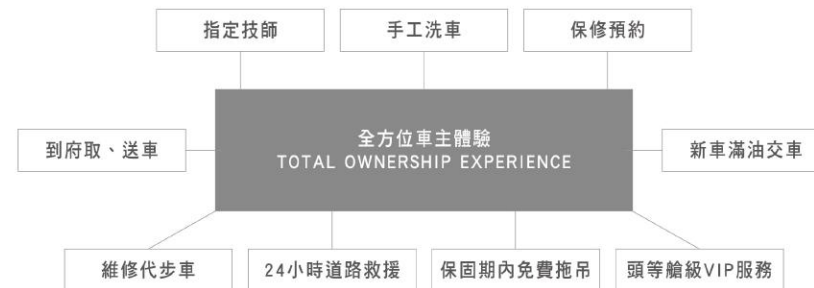 指定技師
手工洗車
保修預約
到府取、送車
全方位車主體驗
TOTAL OWNERSHIP EXPERIENCE
新車滿油交車
維修代步車
24小時道路救援
保固期內免費拖吊
頭等艙級VIP服務